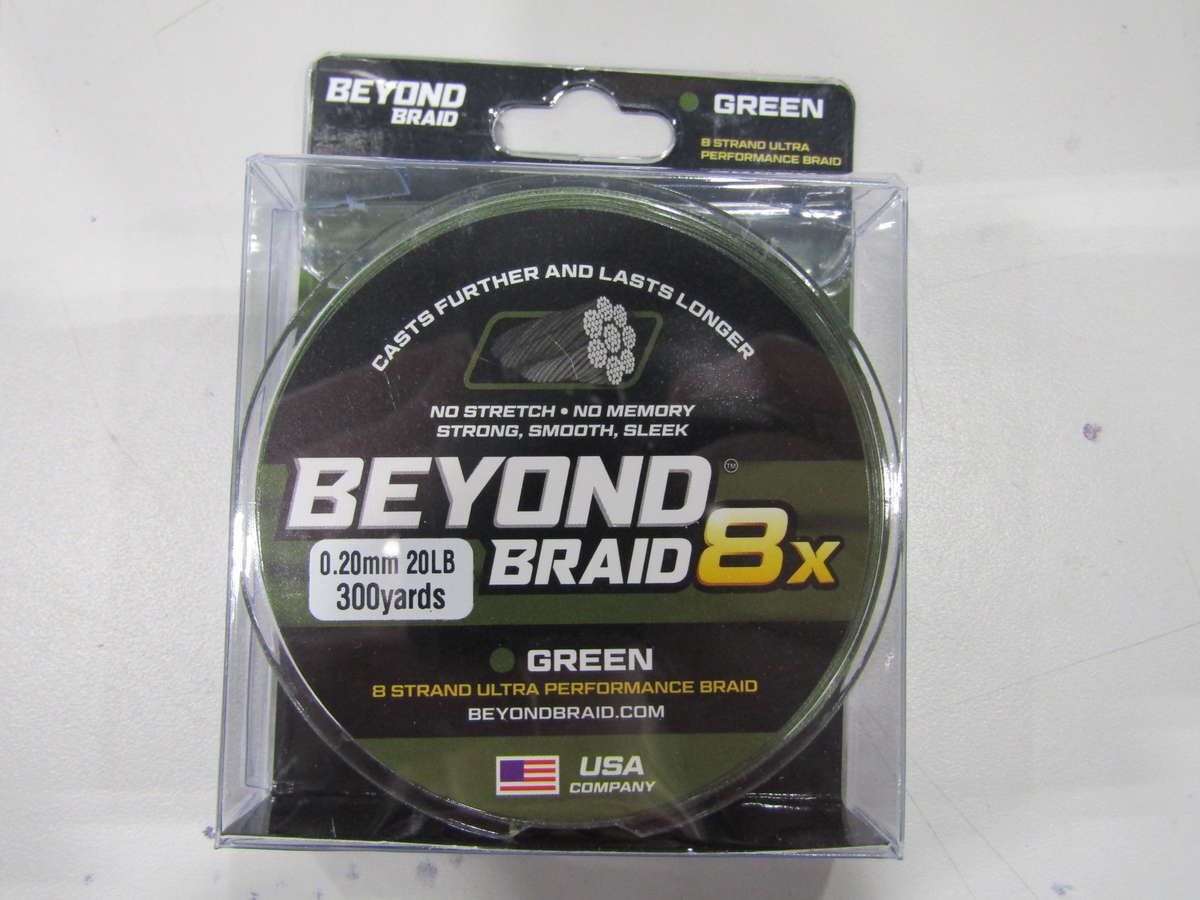 BEYOND
BRAID
GREEN
8 STRAND ULTRA
PERFORMANCE BRAID
CASTS FURTHER AND LASTS LONGER
NO STRETCH • NO MEMORY
STRONG, SMOOTH, SLEEK
BEYOND™
BRAID 8X
0.20mm 20LB
300yards
GREEN
8 STRAND ULTRA PERFORMANCE BRAID
BEYONDBRAID.COM
USA
COMPANY